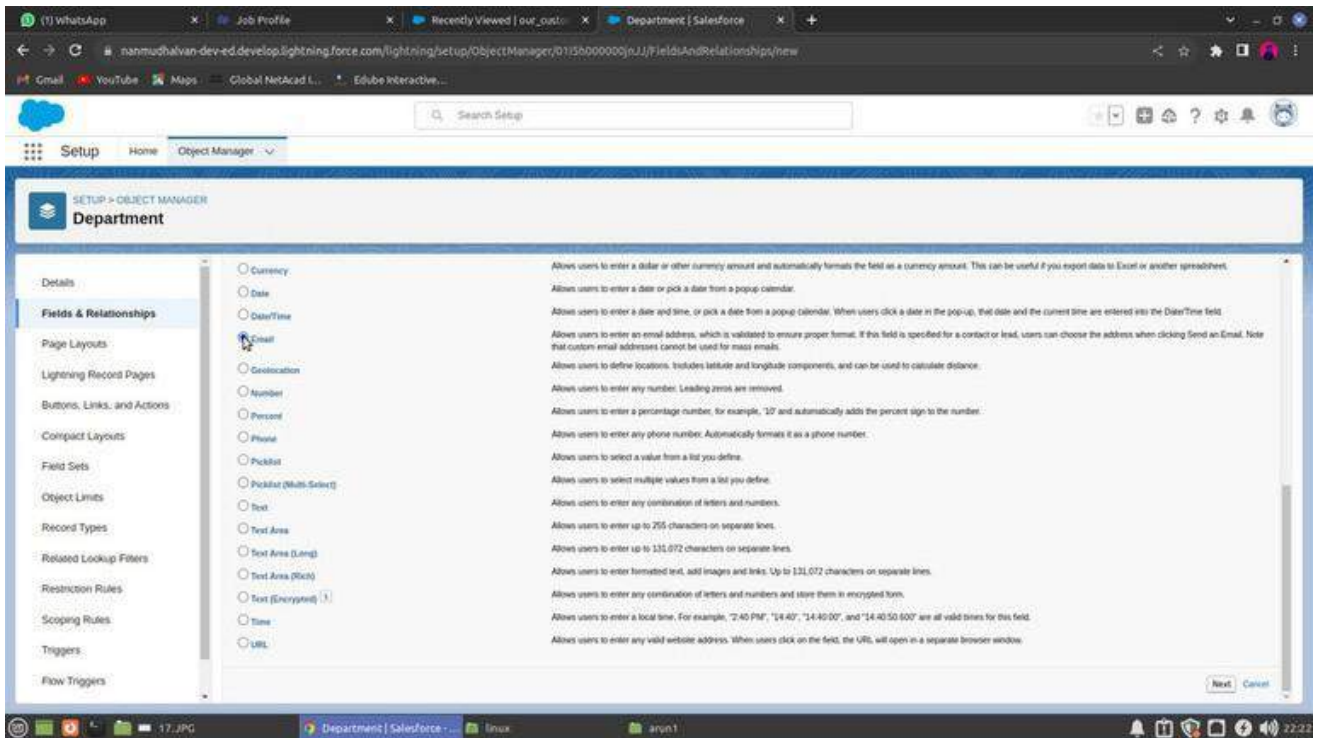 (1) WhatsApp
Job Profile
Recently Viewed | our_custo
Department | Salesforce
nanmudhalvan-dev-ed.develop.lightning.force.com/lightning/setup/ObjectManager/01I5h000000jnJJ/FieldsAndRelationships/new
Gmail YouTube Maps Global NetAcad L... Edube Interactive...
Search Setup
Setup Home Object Manager
SETUP > OBJECT MANAGER
Department
Details
Fields & Relationships
Page Layouts
Lightning Record Pages
Buttons, Links, and Actions
Compact Layouts
Field Sets
Object Limits
Record Types
Related Lookup Filters
Restriction Rules
Scoping Rules
Triggers
Flow Triggers
Currency Allows users to enter a dollar or other currency amount and automatically formats the field as a currency amount. This can be useful if you export data to Excel or another spreadsheet.
Date Allows users to enter a date or pick a date from a popup calendar.
Date/Time Allows users to enter a date and time, or pick a date from a popup calendar. When users click a date in the pop-up, that date and the current time are entered into the Date/Time field.
Email Allows users to enter an email address, which is validated to ensure proper format. If this field is specified for a contact or lead, users can choose the address when clicking Send an Email. Note
that custom email addresses cannot be used for mass emails.
Geolocation Allows users to define locations. Includes latitude and longitude components, and can be used to calculate distance.
Number Allows users to enter any number. Leading zeros are removed.
Percent Allows users to enter a percentage number, for example, '10' and automatically adds the percent sign to the number.
Phone Allows users to enter any phone number. Automatically formats it as a phone number.
Picklist Allows users to select a value from a list you define.
Picklist (Multi-Select) Allows users to select multiple values from a list you define.
Text Allows users to enter any combination of letters and numbers.
Text Area Allows users to enter up to 255 characters on separate lines.
Text Area (Long) Allows users to enter up to 131,072 characters on separate lines.
Text Area (Rich) Allows users to enter formatted text, add images and links. Up to 131,072 characters on separate lines.
Text (Encrypted) Allows users to enter any combination of letters and numbers and store them in encrypted form.
Time Allows users to enter a local time. For example, "2:40 PM", "14:40", "14:40:00", and "14:40:50.600" are all valid times for this field.
URL Allows users to enter any valid website address. When users click on the field, the URL will open in a separate browser window.
Next Cancel
17.JPG
Department | Salesforce - ...
linux
arun1
22:22